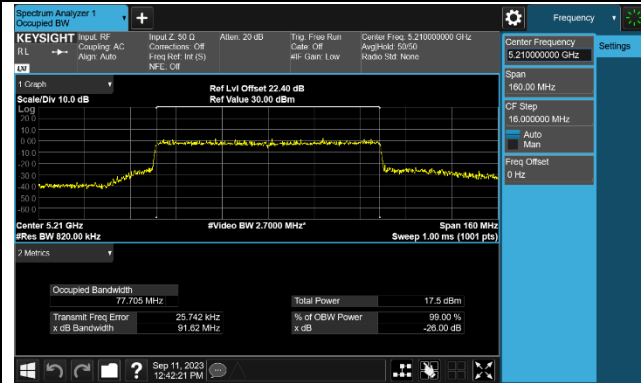 Spectrum Analyzer 1
Occupied BW
Frequency
KEYSIGHT
RL
LXI
Input: RF
Coupling: AC
Align: Auto
Input Z: 50 Ω
Corrections: Off
Freq Ref: Int (S)
NFE: Off
Atten: 20 dB
Trig: Free Run
Gate: Off
#IF Gain: Low
Center Freq: 5.210000000 GHz
Avg|Hold: 50/50
Radio Std: None
Center Frequency
5.210000000 GHz
Settings
Span
160.00 MHz
CF Step
16.000000 MHz
Auto
Man
Freq Offset
0 Hz
1 Graph
Scale/Div 10.0 dB
Ref Lvl Offset 22.40 dB
Ref Value 30.00 dBm
Log
20.0
10.0
0.00
-10.0
-20.0
-30.0
-40.0
-50.0
-60.0
Center 5.21 GHz
#Video BW 2.7000 MHz*
Span 160 MHz
#Res BW 820.00 kHz
Sweep 1.00 ms (1001 pts)
2 Metrics
Occupied Bandwidth
77.705 MHz
Total Power
17.5 dBm
Transmit Freq Error
25.742 kHz
% of OBW Power
99.00 %
x dB Bandwidth
91.62 MHz
x dB
-26.00 dB
?
Sep 11, 2023
12:42:21 PM